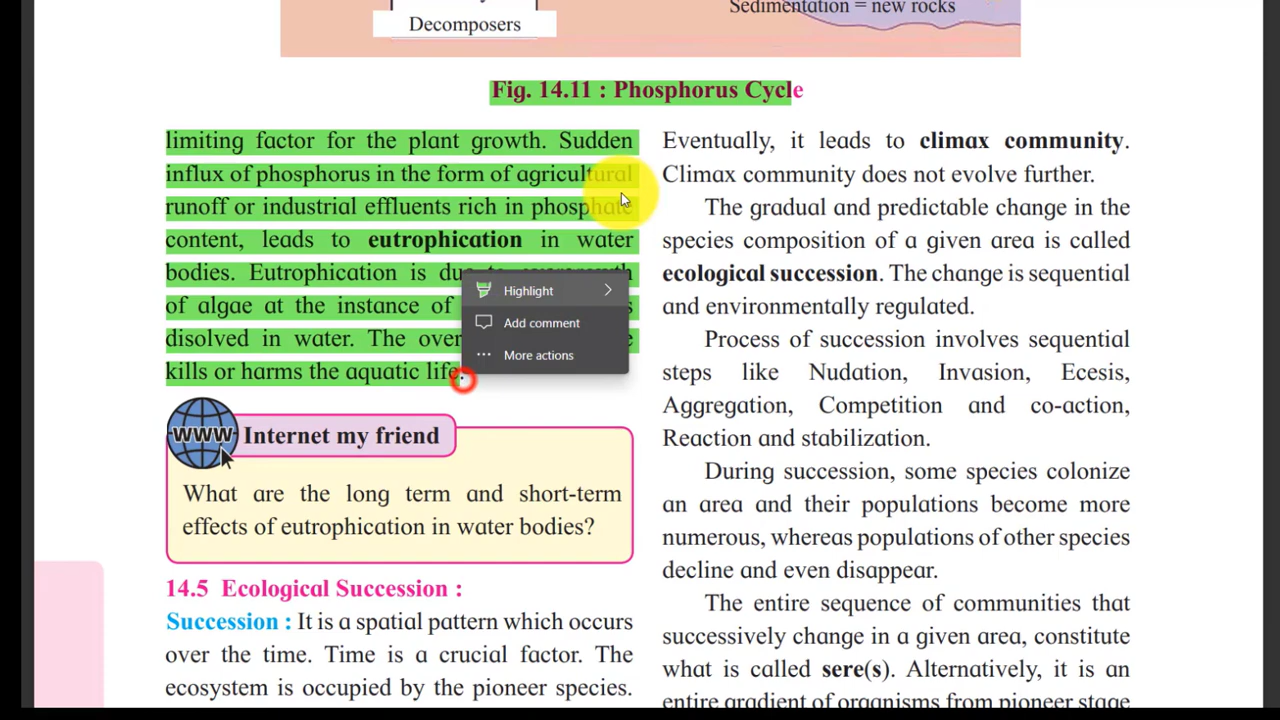 Decomposers
Sedimentation = new rocks
Fig. 14.11 : Phosphorus Cycle
limiting factor for the plant growth. Sudden
influx of phosphorus in the form of agricultural
runoff or industrial effluents rich in phosphate
content, leads to eutrophication in water
bodies. Eutrophication is due to overgrowth
of algae at the instance of
disolved in water. The over
kills or harms the aquatic life.
Highlight
Add comment
More actions
WWW Internet my friend
What are the long term and short-term
effects of eutrophication in water bodies?
14.5 Ecological Succession :
Succession : It is a spatial pattern which occurs
over the time. Time is a crucial factor. The
ecosystem is occupied by the pioneer species.
Eventually, it leads to climax community.
Climax community does not evolve further.
The gradual and predictable change in the
species composition of a given area is called
ecological succession. The change is sequential
and environmentally regulated.
Process of succession involves sequential
steps like Nudation, Invasion, Ecesis,
Aggregation, Competition and co-action,
Reaction and stabilization.
During succession, some species colonize
an area and their populations become more
numerous, whereas populations of other species
decline and even disappear.
The entire sequence of communities that
successively change in a given area, constitute
what is called sere(s). Alternatively, it is an
entire gradient of organisms from pioneer stage